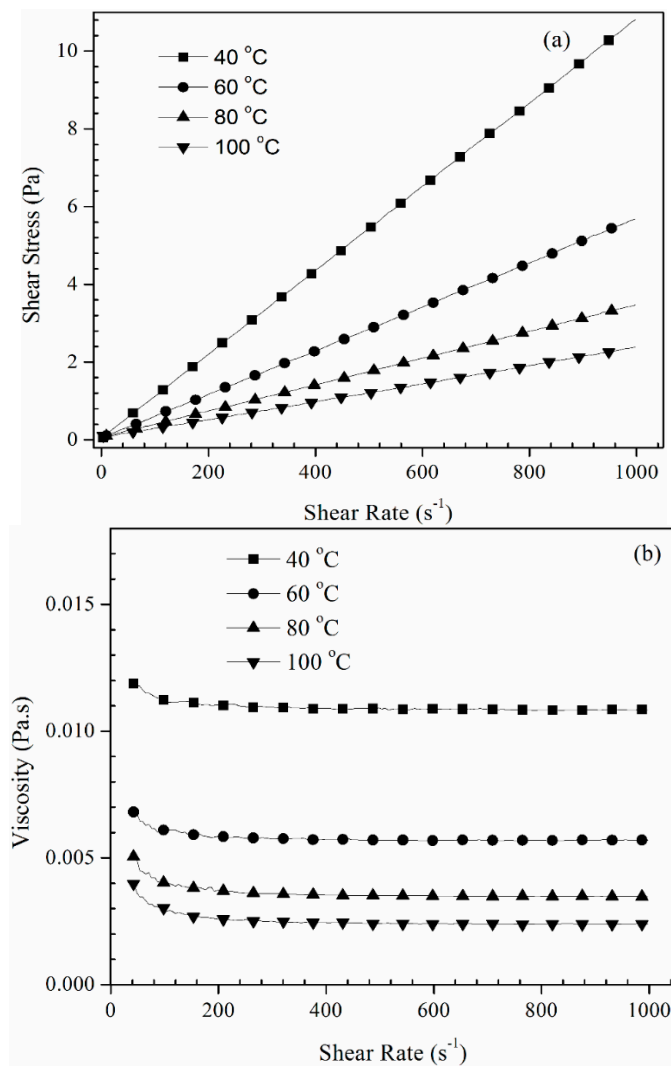 (a)
40 °C
60 °C
80 °C
100 °C
10
8
6
4
2
0
Shear Stress (Pa)
0 200 400 600 800 1000
Shear Rate (s⁻¹)
(b)
40 °C
60 °C
80 °C
100 °C
0.015
0.010
0.005
0.000
Viscosity (Pa.s)
0 200 400 600 800 1000
Shear Rate (s⁻¹)